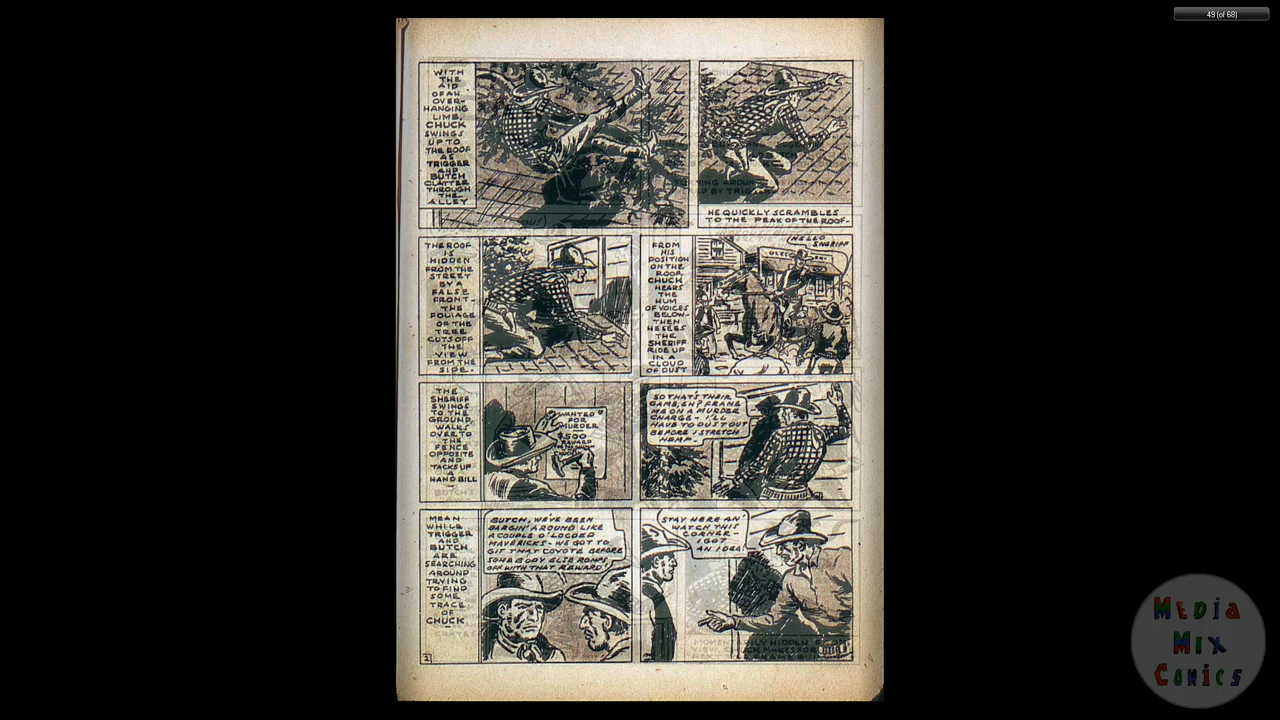 49 (of 68)
WITH
THE
AID
OF AN
OVER-
HANGING
LIMB,
CHUCK
SWINGS
UP TO
THE ROOF
AS
TRIGGER
AND
BUTCH
CLATTER
THROUGH
THE
ALLEY
HE QUICKLY SCRAMBLES
TO THE PEAK OF THE ROOF-
THE ROOF
IS
HIDDEN
FROM THE
STREET
BY A
FALSE
FRONT-
THE
FOLIAGE
OF THE
TREE
CUTS OFF
THE
VIEW
FROM THE
SIDE-
FROM
HIS
POSITION
ON THE
ROOF,
CHUCK
HEARS
THE
HUM
OF VOICES
BELOW-
THEN
HE SEES
THE
SHERIFF
RIDE UP
IN A
CLOUD
OF DUST
HELLO
SHERIFF
THE
SHERIFF
SWINGS
TO THE
GROUND,
WALKS
OVER TO
THE
FENCE
OPPOSITE
AND
TACKS UP
A
HAND BILL
-
WANTED
FOR
MURDER
$500
REWARD
SO THAT'S THEIR
GAME, EH? FRAME
ME ON A MURDER
CHARGE - I'LL
HAVE TO DUST OUT
BEFORE I STRETCH
HEMP-
MEAN
WHILE
TRIGGER
AND
BUTCH
ARE
SEARCHING
AROUND
TRYING
TO FIND
SOME
TRACE
OF
CHUCK
-
BUTCH, WE'VE BEEN
BARGIN' AROUND LIKE
A COUPLE O' LOCOED
MAVERICKS - WE GOT TO
GIT THAT COYOTE BEFORE
SOMEBODY ELSE ROMPS
OFF WITH THAT REWARD!
STAY HERE AN'
WATCH THIS
CORNER -
I GOT
AN IDEA!
2
MEDIA
MIX
COMICS